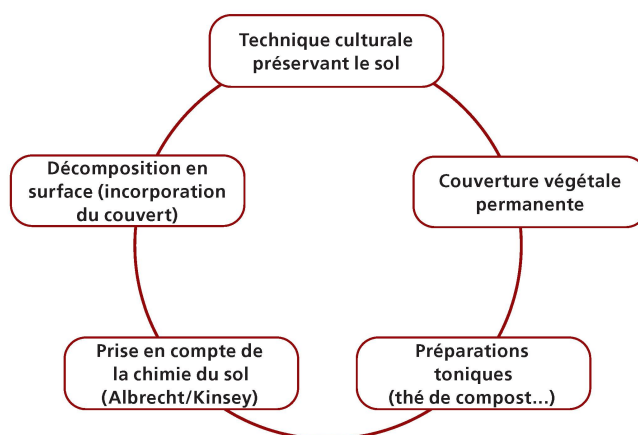 Technique culturale
préservant le sol
Décomposition en
surface (incorporation
du couvert)
Couverture végétale
permanente
Prise en compte de
la chimie du sol
(Albrecht/Kinsey)
Préparations
toniques
(thé de compost...)